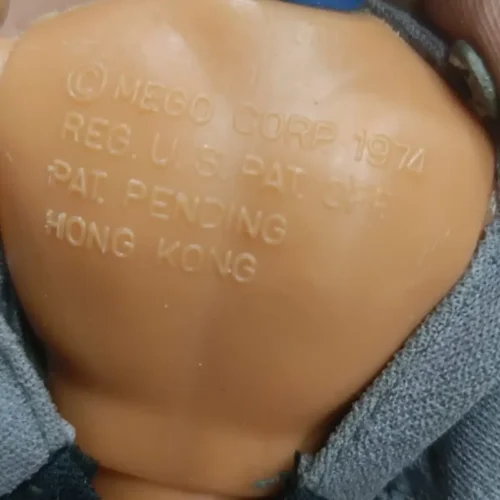 © MEGO CORP 1974
REG. U. S. PAT. OFF.
PAT. PENDING
HONG KONG